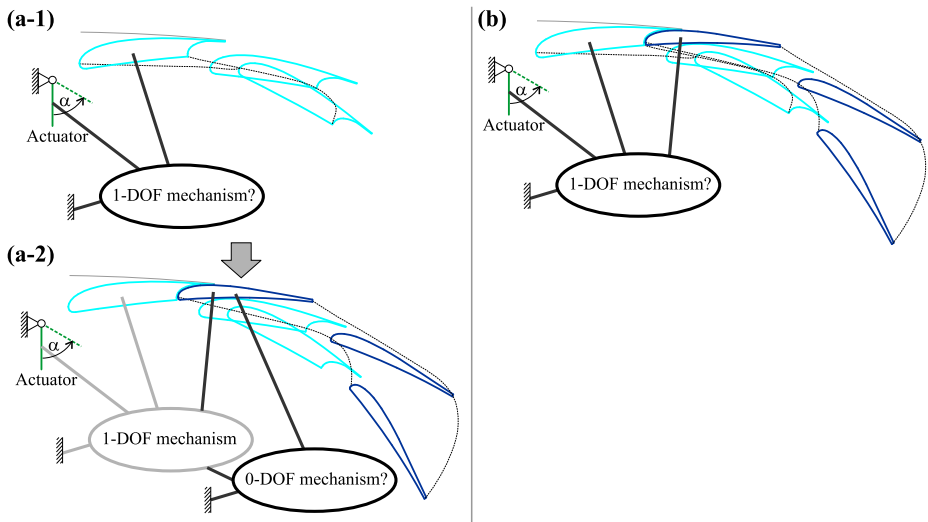 (a-1)
α
Actuator
1-DOF mechanism?
(a-2)
α
Actuator
1-DOF mechanism
0-DOF mechanism?
(b)
α
Actuator
1-DOF mechanism?